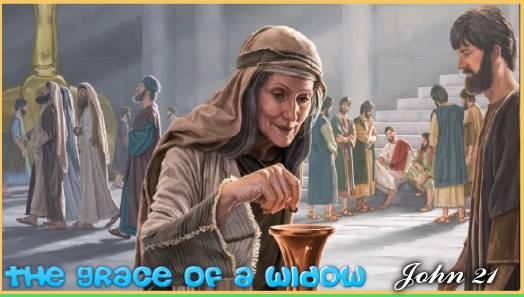 The grace of a widow John 21